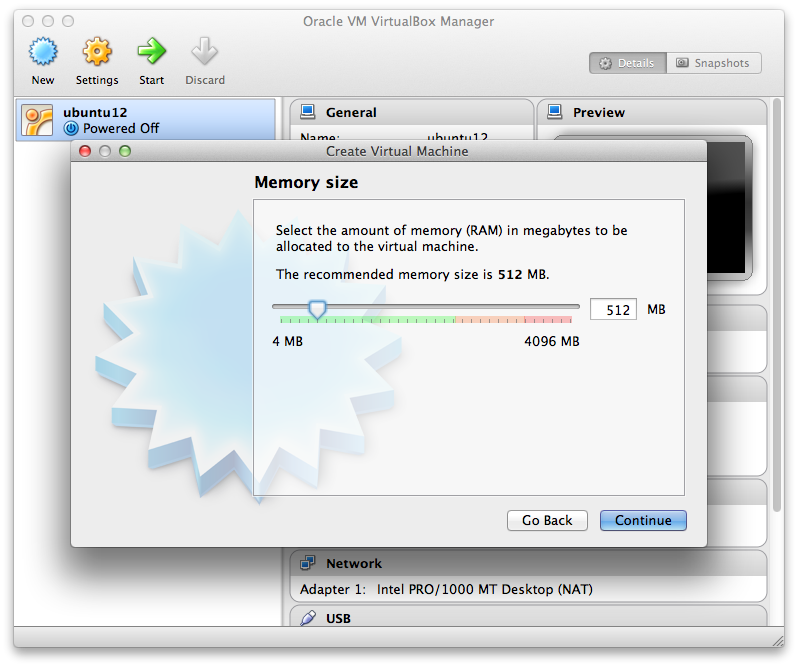 Oracle VM VirtualBox Manager
New
Settings
Start
Discard
Details
Snapshots
ubuntu12
Powered Off
General
Name:
ubuntu12
Preview
Create Virtual Machine
Memory size
Select the amount of memory (RAM) in megabytes to be
allocated to the virtual machine.
The recommended memory size is 512 MB.
512 MB
4 MB
4096 MB
Go Back
Continue
Network
Adapter 1: Intel PRO/1000 MT Desktop (NAT)
USB